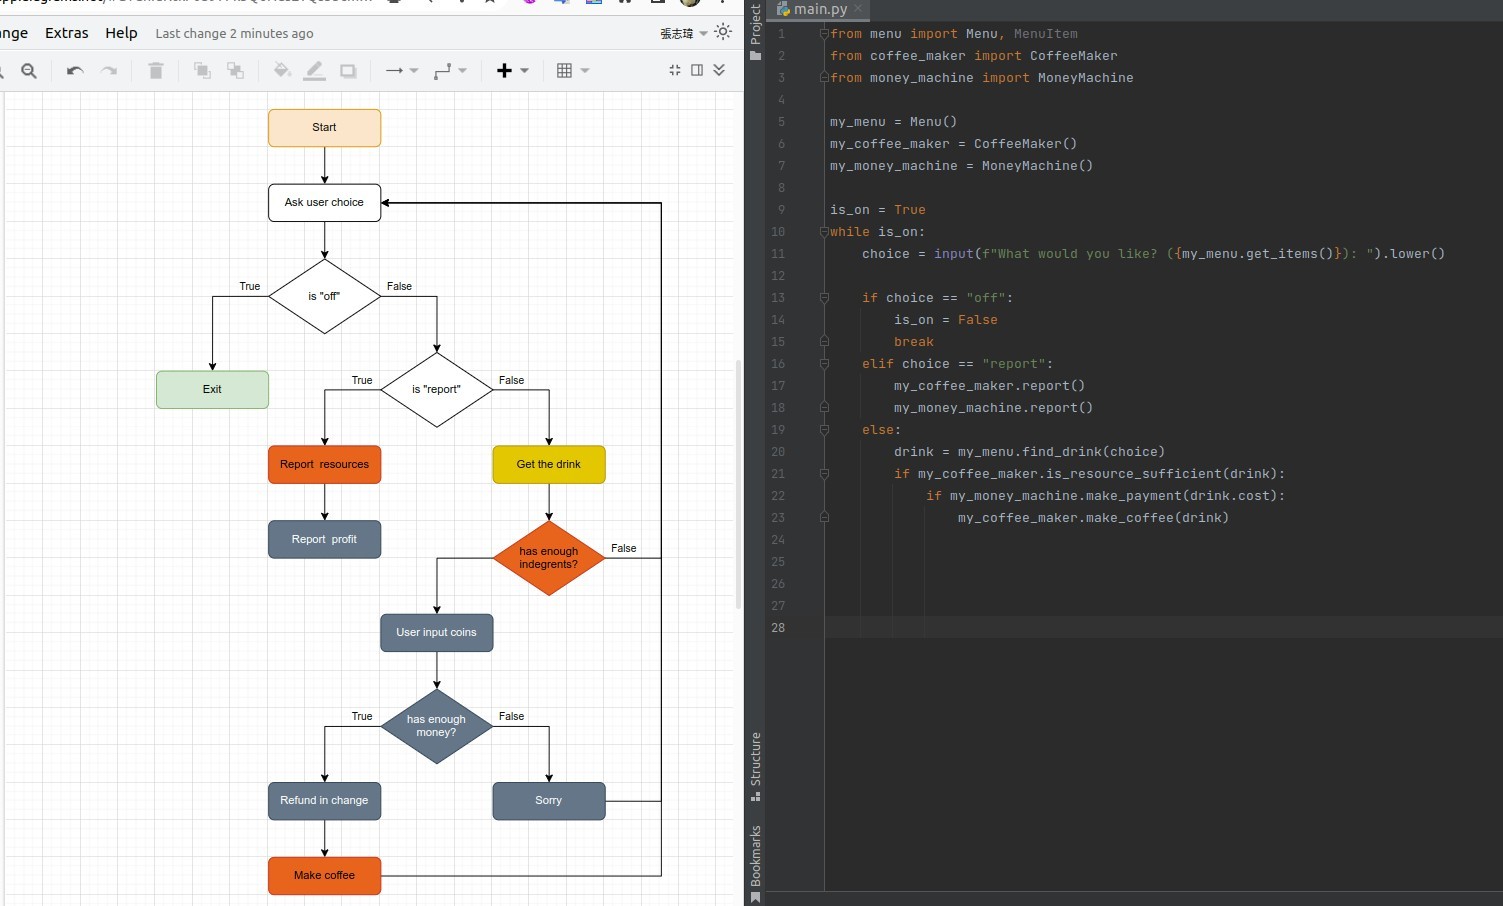 Extras
Help
Last change 2 minutes ago
張志瑋
Start
Ask user choice
True
is "off"
False
Exit
True
is "report"
False
Report resources
Get the drink
Report profit
has enough
indegrents?
False
User input coins
True
has enough
money?
False
Refund in change
Sorry
Make coffee
Project
Structure
Bookmarks
main.py
1 from menu import Menu, MenuItem
2 from coffee_maker import CoffeeMaker
3 from money_machine import MoneyMachine
4
5 my_menu = Menu()
6 my_coffee_maker = CoffeeMaker()
7 my_money_machine = MoneyMachine()
8
9 is_on = True
10 while is_on:
11 choice = input(f"What would you like? ({my_menu.get_items()}): ").lower()
12
13 if choice == "off":
14 is_on = False
15 break
16 elif choice == "report":
17 my_coffee_maker.report()
18 my_money_machine.report()
19 else:
20 drink = my_menu.find_drink(choice)
21 if my_coffee_maker.is_resource_sufficient(drink):
22 if my_money_machine.make_payment(drink.cost):
23 my_coffee_maker.make_coffee(drink)
24
25
26
27
28